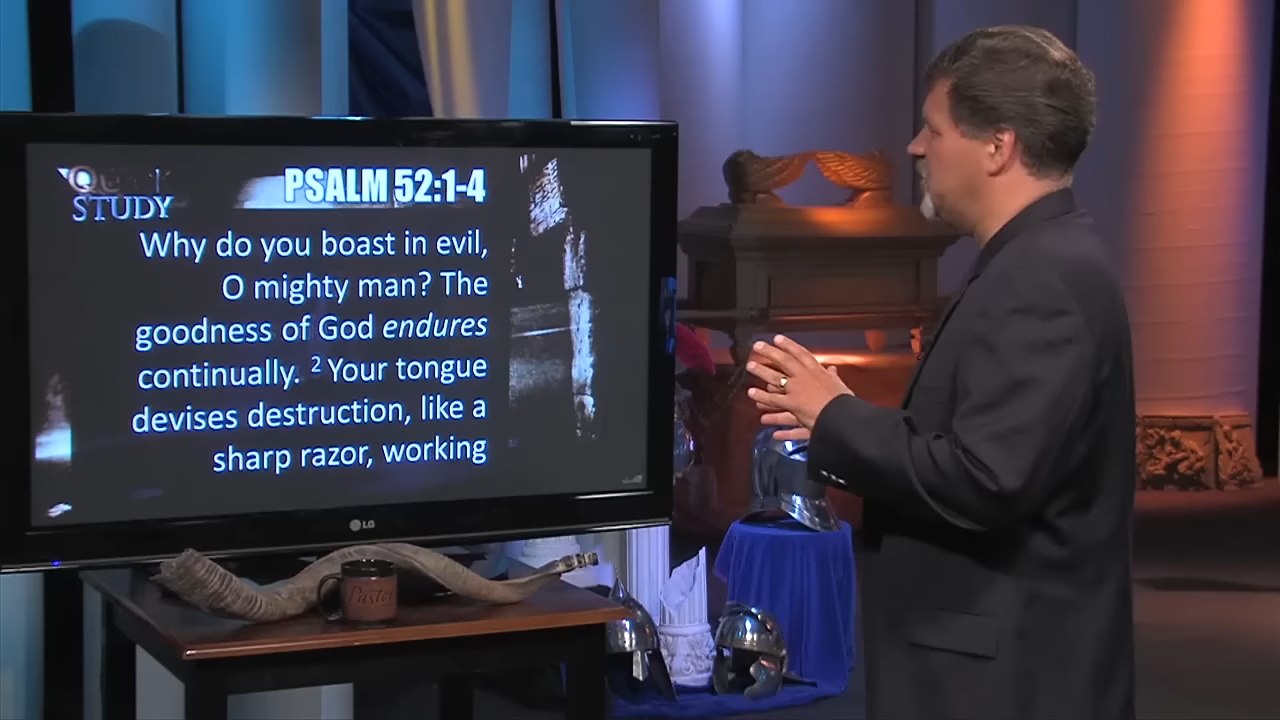 QUICK
STUDY
PSALM 52:1-4
Why do you boast in evil,
O mighty man? The
goodness of God endures
continually. ² Your tongue
devises destruction, like a
sharp razor, working
LG
Pastor